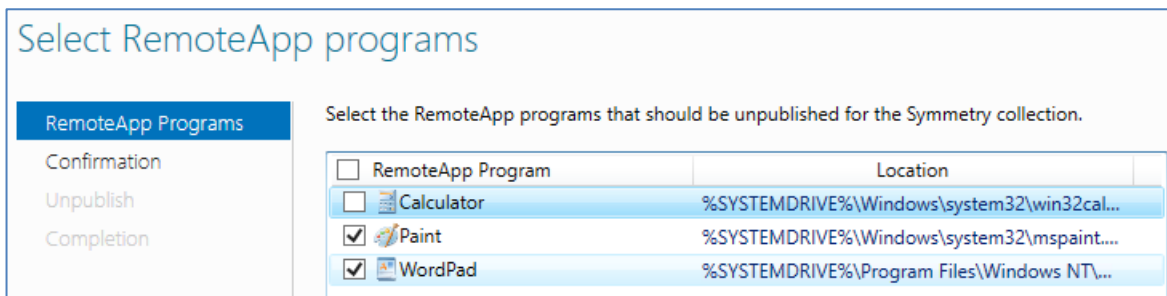 Select RemoteApp programs
RemoteApp Programs
Confirmation
Unpublish
Completion
Select the RemoteApp programs that should be unpublished for the Symmetry collection.
RemoteApp Program Location
Calculator %SYSTEMDRIVE%\Windows\system32\win32cal...
Paint %SYSTEMDRIVE%\Windows\system32\mspaint....
WordPad %SYSTEMDRIVE%\Program Files\Windows NT\...